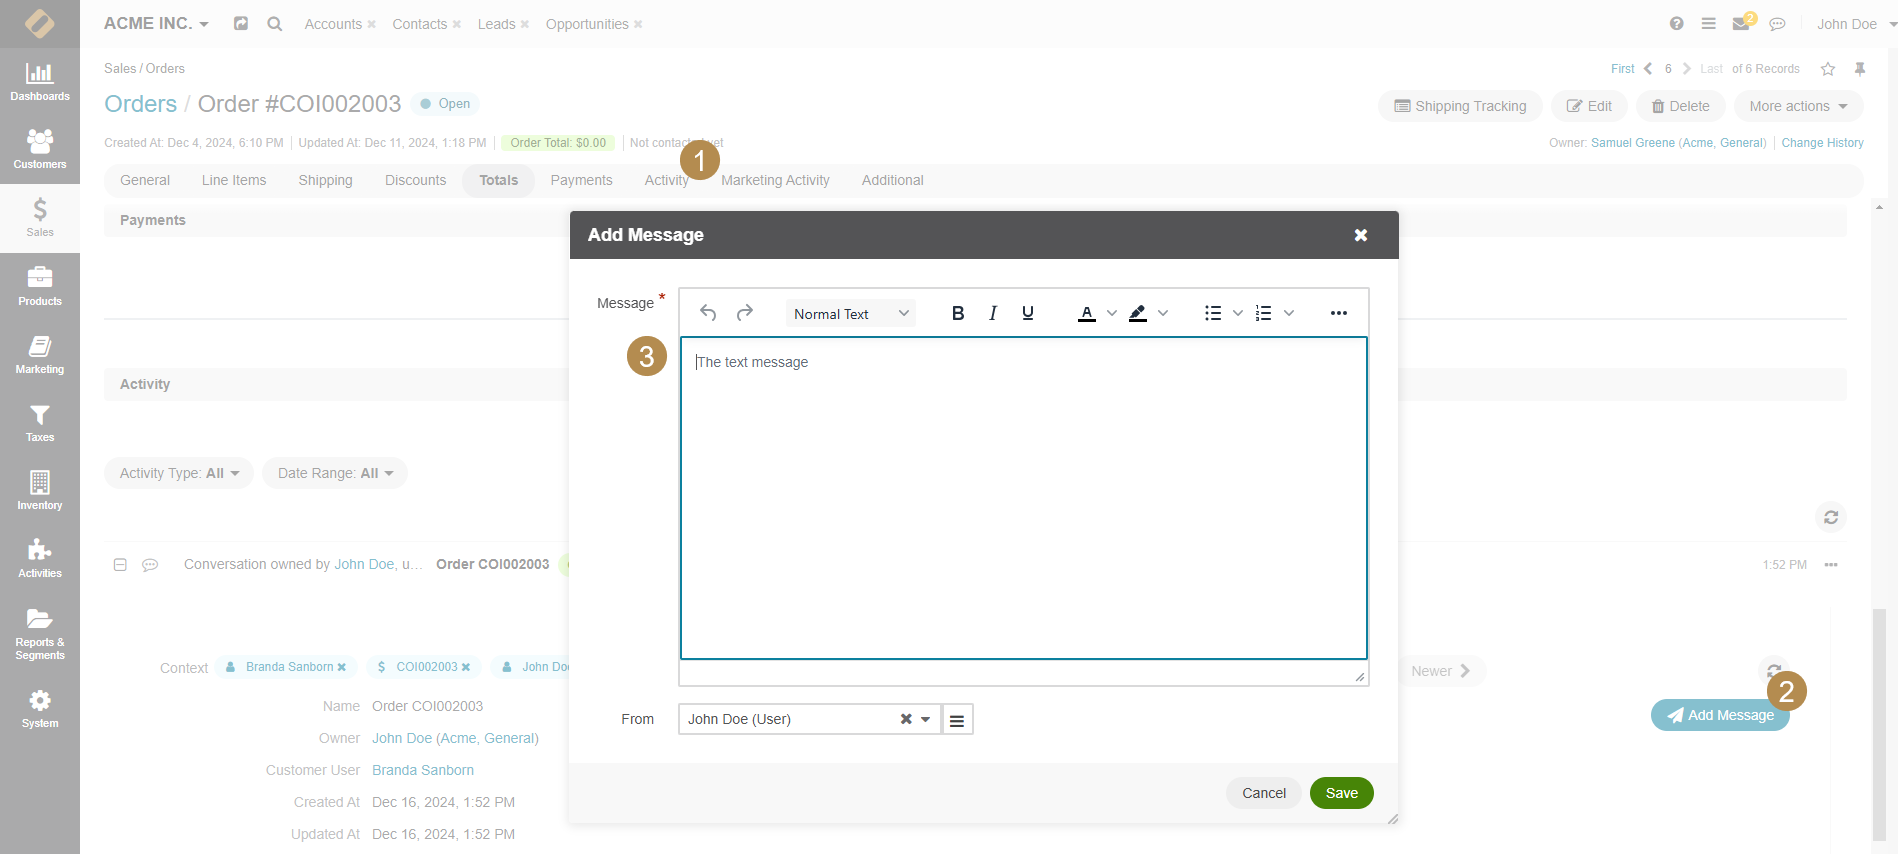 ACME INC.
Accounts Contacts Leads Opportunities
2
John Doe
Dashboards
Customers
Sales
Products
Marketing
Taxes
Inventory
Activities
Reports & Segments
System
Sales / Orders
First 6 Last of 6 Records
Orders / Order #COI002003 Open
Shipping Tracking Edit Delete More actions
Created At: Dec 4, 2024, 6:10 PM Updated At: Dec 11, 2024, 1:18 PM Order Total: $0.00 Not contacted yet
Owner: Samuel Greene (Acme, General) Change History
1
General Line Items Shipping Discounts Totals Payments Activity Marketing Activity Additional
Payments
Activity
Activity Type: All Date Range: All
Conversation owned by John Doe, u... Order COI002003
1:52 PM
Context Branda Sanborn $ COI002003 John Doe
Name Order COI002003
Owner John Doe (Acme, General)
Customer User Branda Sanborn
Created At Dec 16, 2024, 1:52 PM
Updated At Dec 16, 2024, 1:52 PM
Newer
2
Add Message
Add Message
Message *
Normal Text B I U A
3
The text message
From John Doe (User)
Cancel Save